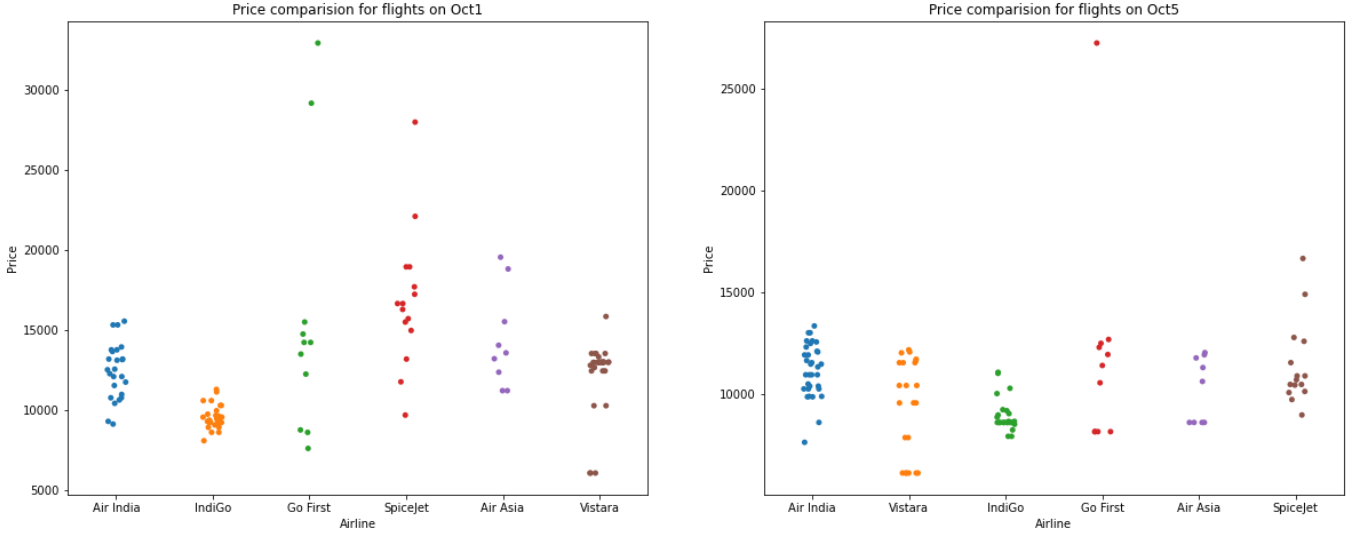 Price comparision for flights on Oct1
30000
25000
20000
15000
10000
5000
Price
Air India IndiGo Go First SpiceJet Air Asia Vistara
Airline
Price comparision for flights on Oct5
25000
20000
15000
10000
Price
Air India Vistara IndiGo Go First Air Asia SpiceJet
Airline